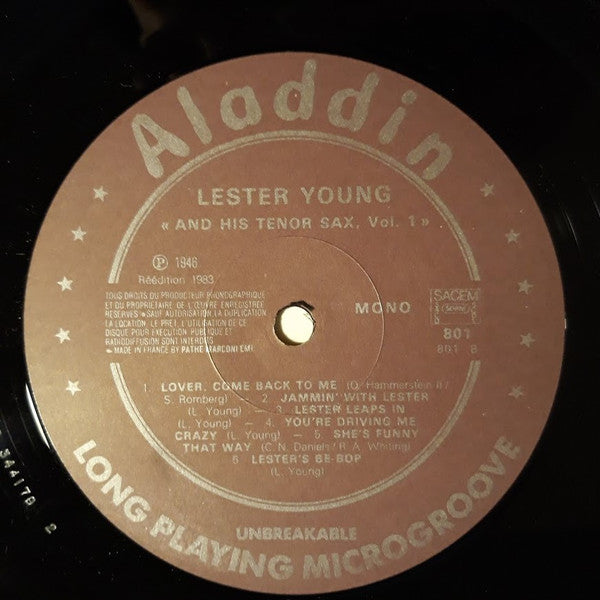 Aladdin
LESTER YOUNG
« AND HIS TENOR SAX, Vol. 1 »
Ⓟ 1946
Réédition 1983
TOUS DROITS DU PRODUCTEUR PHONOGRAPHIQUE
ET DU PROPRIETAIRE DE L'ŒUVRE ENREGISTREE
RESERVES • SAUF AUTORISATION, LA DUPLICATION
LA LOCATION, LE PRET, L'UTILISATION DE CE
DISQUE POUR EXECUTION PUBLIQUE ET
RADIODIFFUSION SONT INTERDITS
• MADE IN FRANCE BY PATHE MARCONI EMI
MONO
SACEM
801
801 B
1. LOVER, COME BACK TO ME (O. Hammerstein II /
S. Romberg) – 2. JAMMIN' WITH LESTER
(L. Young) – 3. LESTER LEAPS IN
(L. Young) – 4. YOU'RE DRIVING ME
CRAZY (L. Young) – 5. SHE'S FUNNY
THAT WAY (C. N. Daniels / R. A. Whiting)
6. LESTER'S BE-BOP
(L. Young)
UNBREAKABLE
LONG PLAYING MICROGROOVE